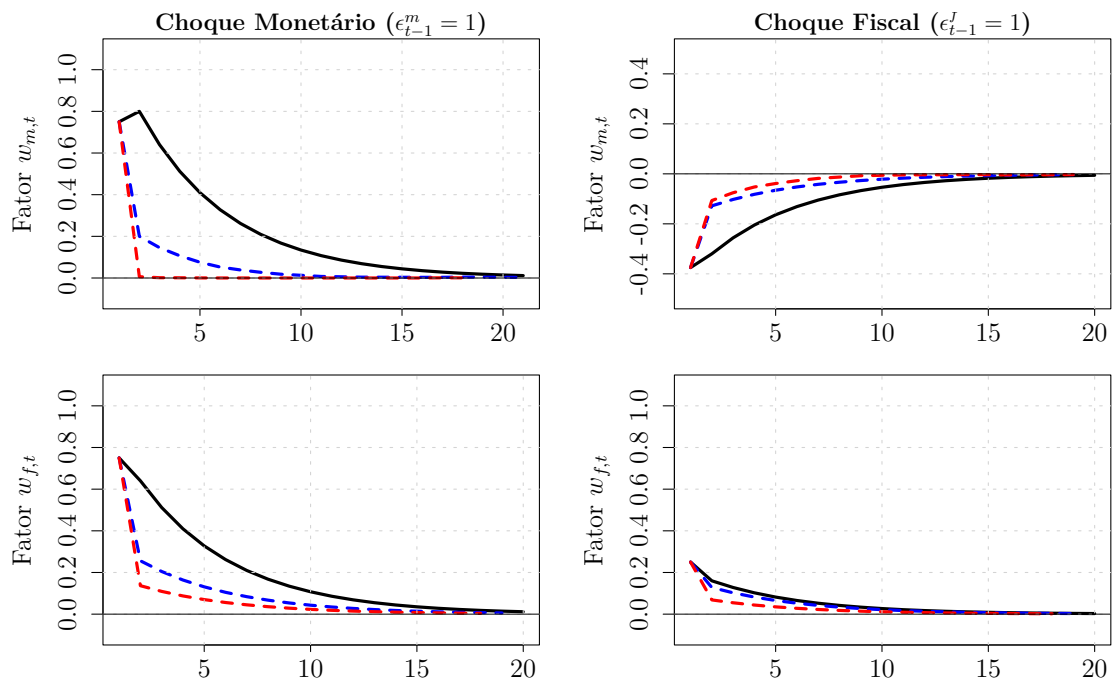 Choque Monetário (ϵ^m_{t−1} = 1)
Fator w_{m,t}
0.0 0.2 0.4 0.6 0.8 1.0
5 10 15 20
Choque Fiscal (ϵ^f_{t−1} = 1)
Fator w_{m,t}
-0.4 -0.2 0.0 0.2 0.4
5 10 15 20
Fator w_{f,t}
0.0 0.2 0.4 0.6 0.8 1.0
5 10 15 20
Fator w_{f,t}
0.0 0.2 0.4 0.6 0.8 1.0
5 10 15 20